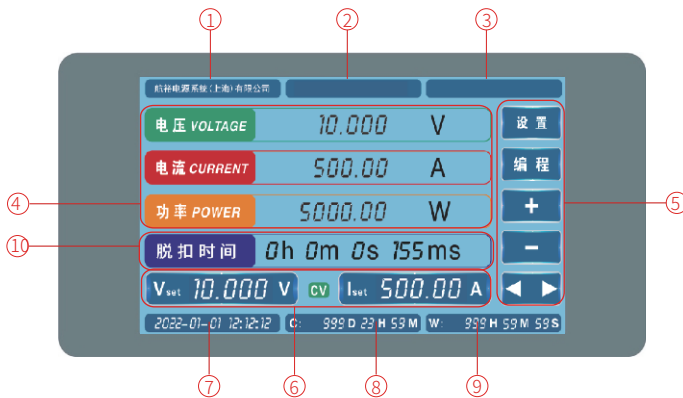 ① ② ③
航裕电源系统(上海)有限公司
电压 VOLTAGE 10.000 V
设置
电流 CURRENT 500.00 A
编程
④ ⑤
功率 POWER 5000.00 W
+
⑩
脱扣时间 0h 0m 0s 155ms
−
Vset 10.000 V CV Iset 500.00 A
◀ ▶
2022-01-01 12:12:12 C: 999 D 23 H 59 M W: 999 H 59 M 59 S
⑦ ⑥ ⑧ ⑨